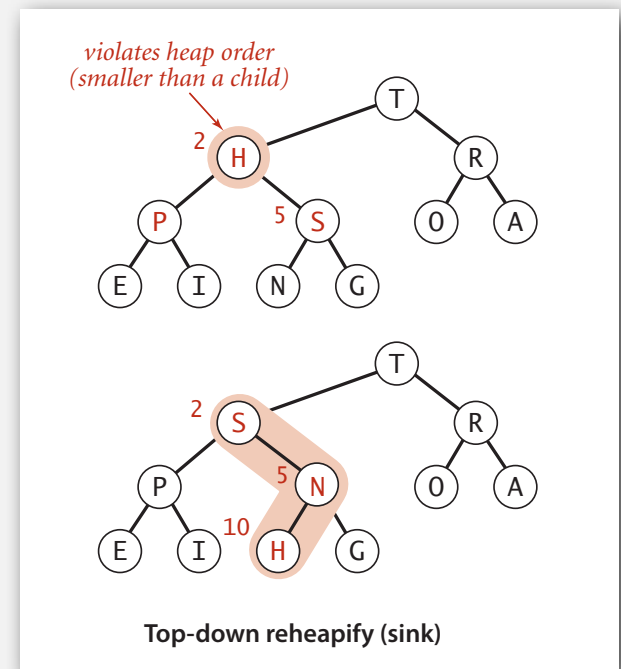 violates heap order
(smaller than a child)
T
2 H R
P 5 S O A
E I N G
T
2 S R
P 5 N O A
E I 10 H G
Top-down reheapify (sink)